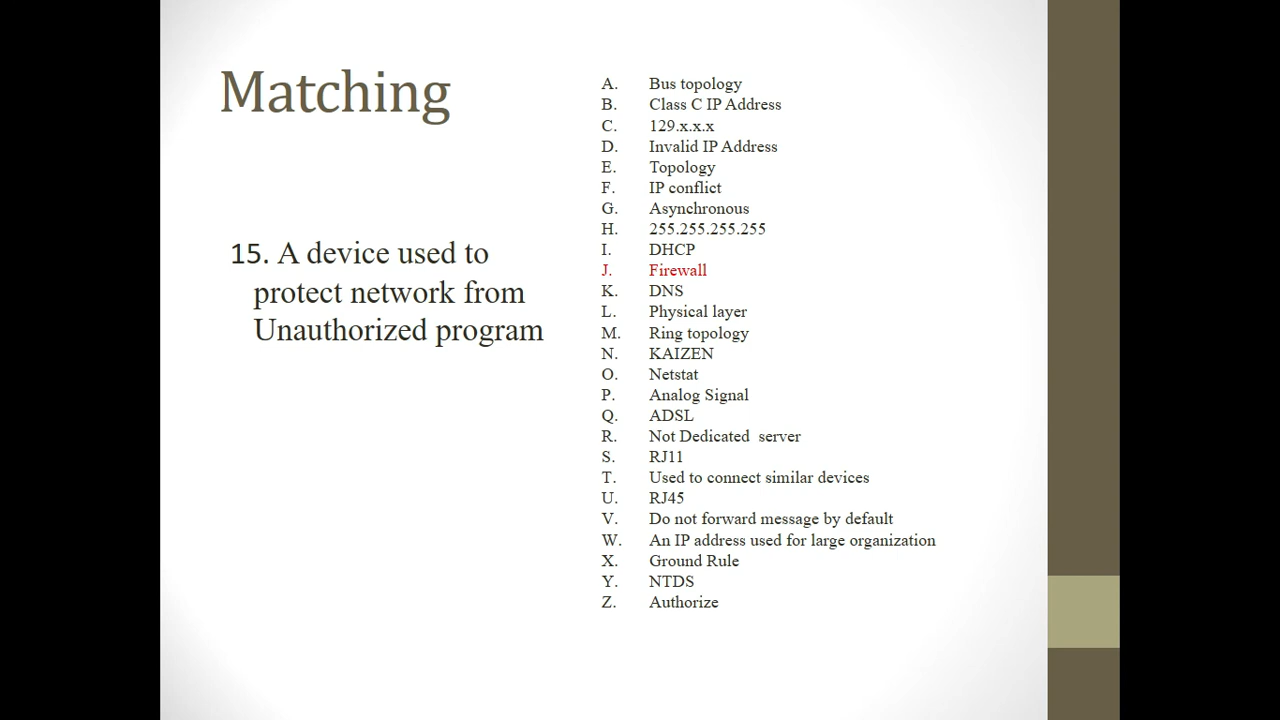 Matching
15. A device used to
protect network from
Unauthorized program
A. Bus topology
B. Class C IP Address
C. 129.x.x.x
D. Invalid IP Address
E. Topology
F. IP conflict
G. Asynchronous
H. 255.255.255.255
I. DHCP
J. Firewall
K. DNS
L. Physical layer
M. Ring topology
N. KAIZEN
O. Netstat
P. Analog Signal
Q. ADSL
R. Not Dedicated server
S. RJ11
T. Used to connect similar devices
U. RJ45
V. Do not forward message by default
W. An IP address used for large organization
X. Ground Rule
Y. NTDS
Z. Authorize